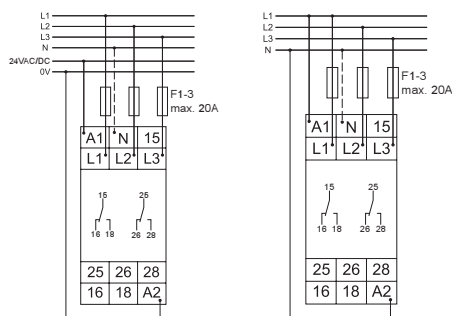 L1
L2
L3
N
24VAC/DC
0V
F1-3
max. 20A
A1 N 15
L1 L2 L3
15 25
16 18 26 28
25 26 28
16 18 A2
L1
L2
L3
N
F1-3
max. 20A
A1 N 15
L1 L2 L3
15 25
16 18 26 28
25 26 28
16 18 A2